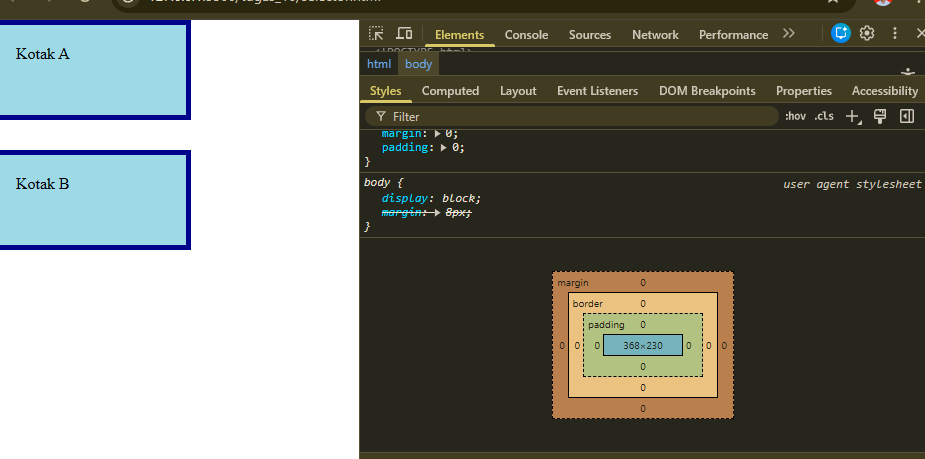 Kotak A
Kotak B
Elements Console Sources Network Performance
html body
Styles Computed Layout Event Listeners DOM Breakpoints Properties Accessibility
Filter :hov .cls
margin: 0;
padding: 0;
}
body { user agent stylesheet
display: block;
margin: 8px;
}
margin 0
border 0
padding 0
0 0 0 368×230 0 0 0
0
0
0